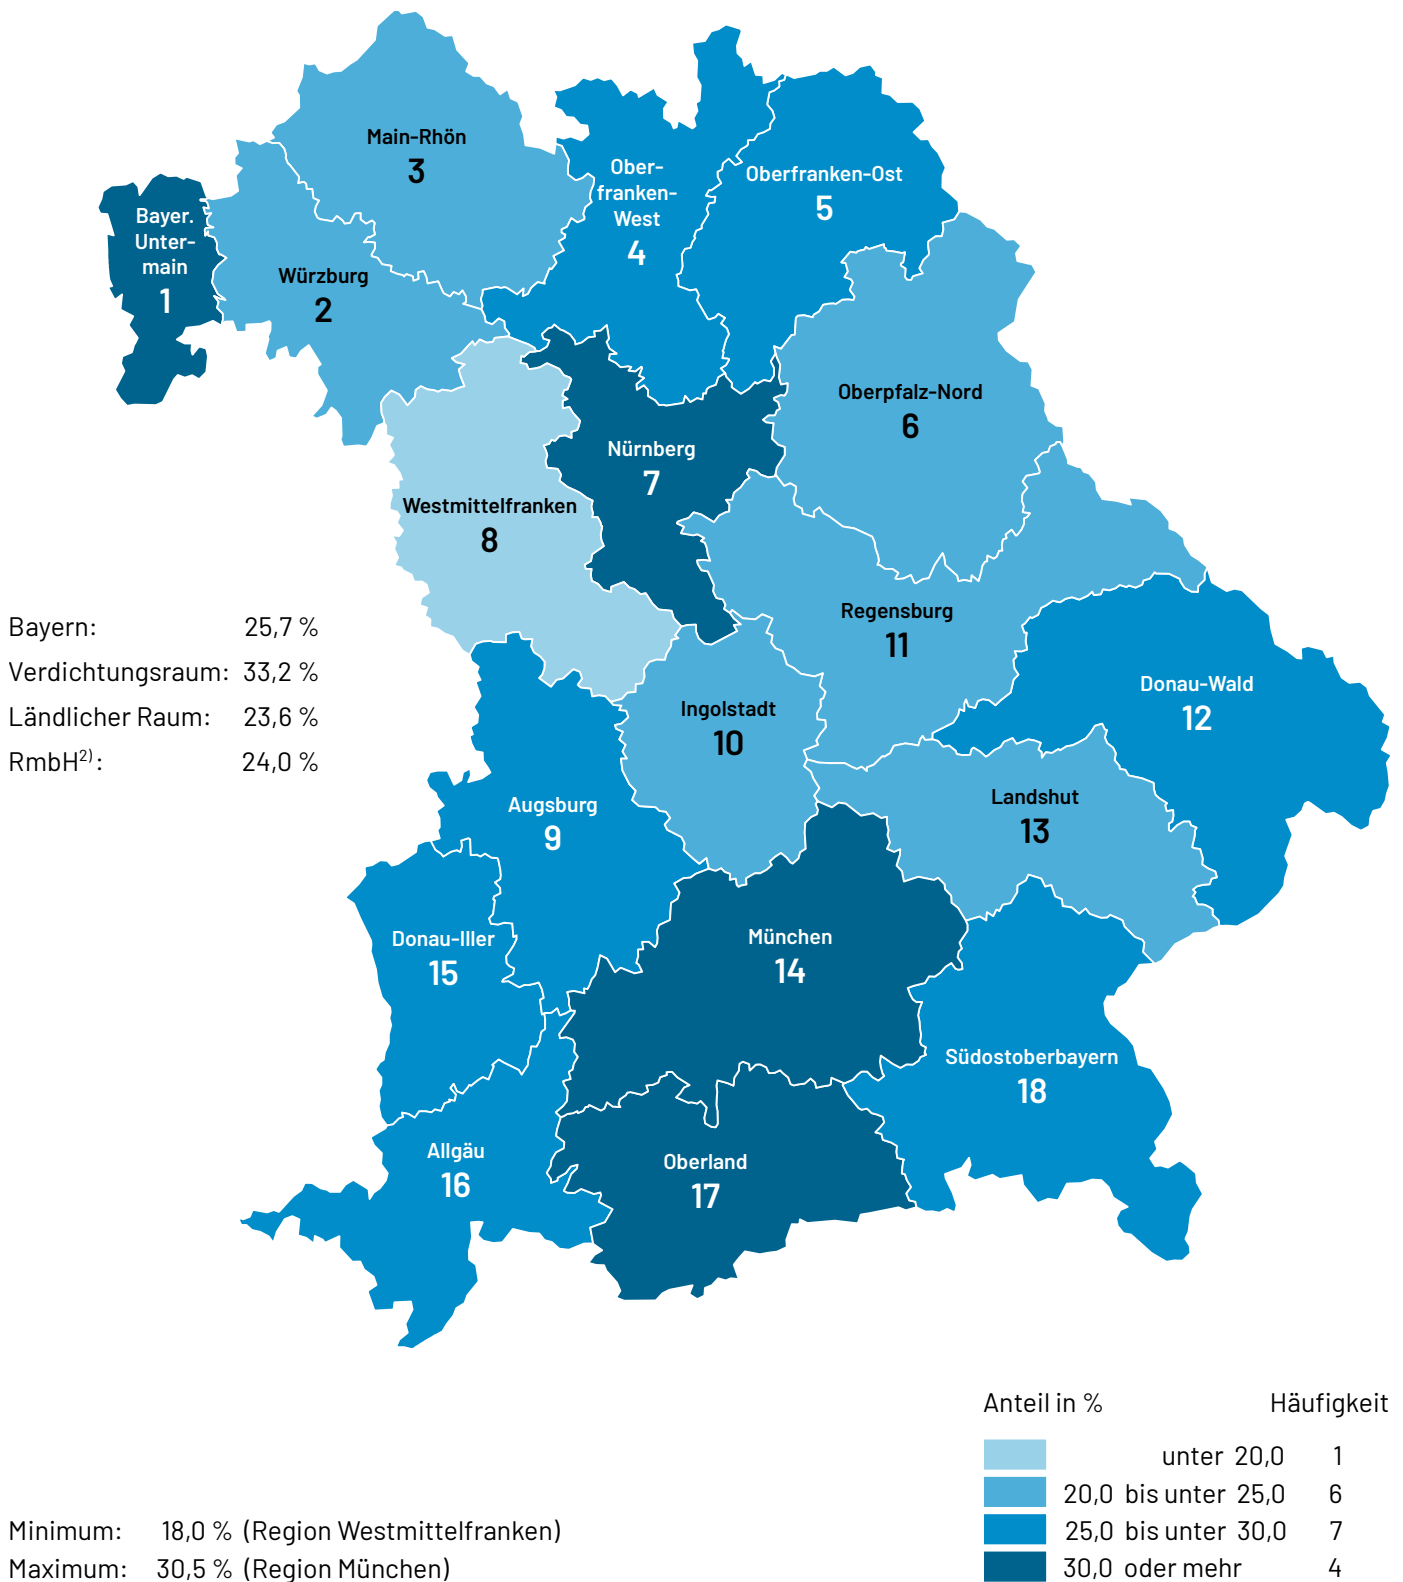 Main-Rhön
3
Ober-
franken-
West
4
Oberfranken-Ost
5
Bayer.
Unter-
main
1
Würzburg
2
Oberpfalz-Nord
6
Nürnberg
7
Westmittelfranken
8
Regensburg
11
Bayern: 25,7 %
Verdichtungsraum: 33,2 %
Ländlicher Raum: 23,6 %
RmbH2): 24,0 %
Donau-Wald
12
Ingolstadt
10
Landshut
13
Augsburg
9
Donau-Iller
15
München
14
Südostoberbayern
18
Allgäu
16
Oberland
17
Anteil in % Häufigkeit
unter 20,0 1
20,0 bis unter 25,0 6
25,0 bis unter 30,0 7
30,0 oder mehr 4
Minimum: 18,0 % (Region Westmittelfranken)
Maximum: 30,5 % (Region München)